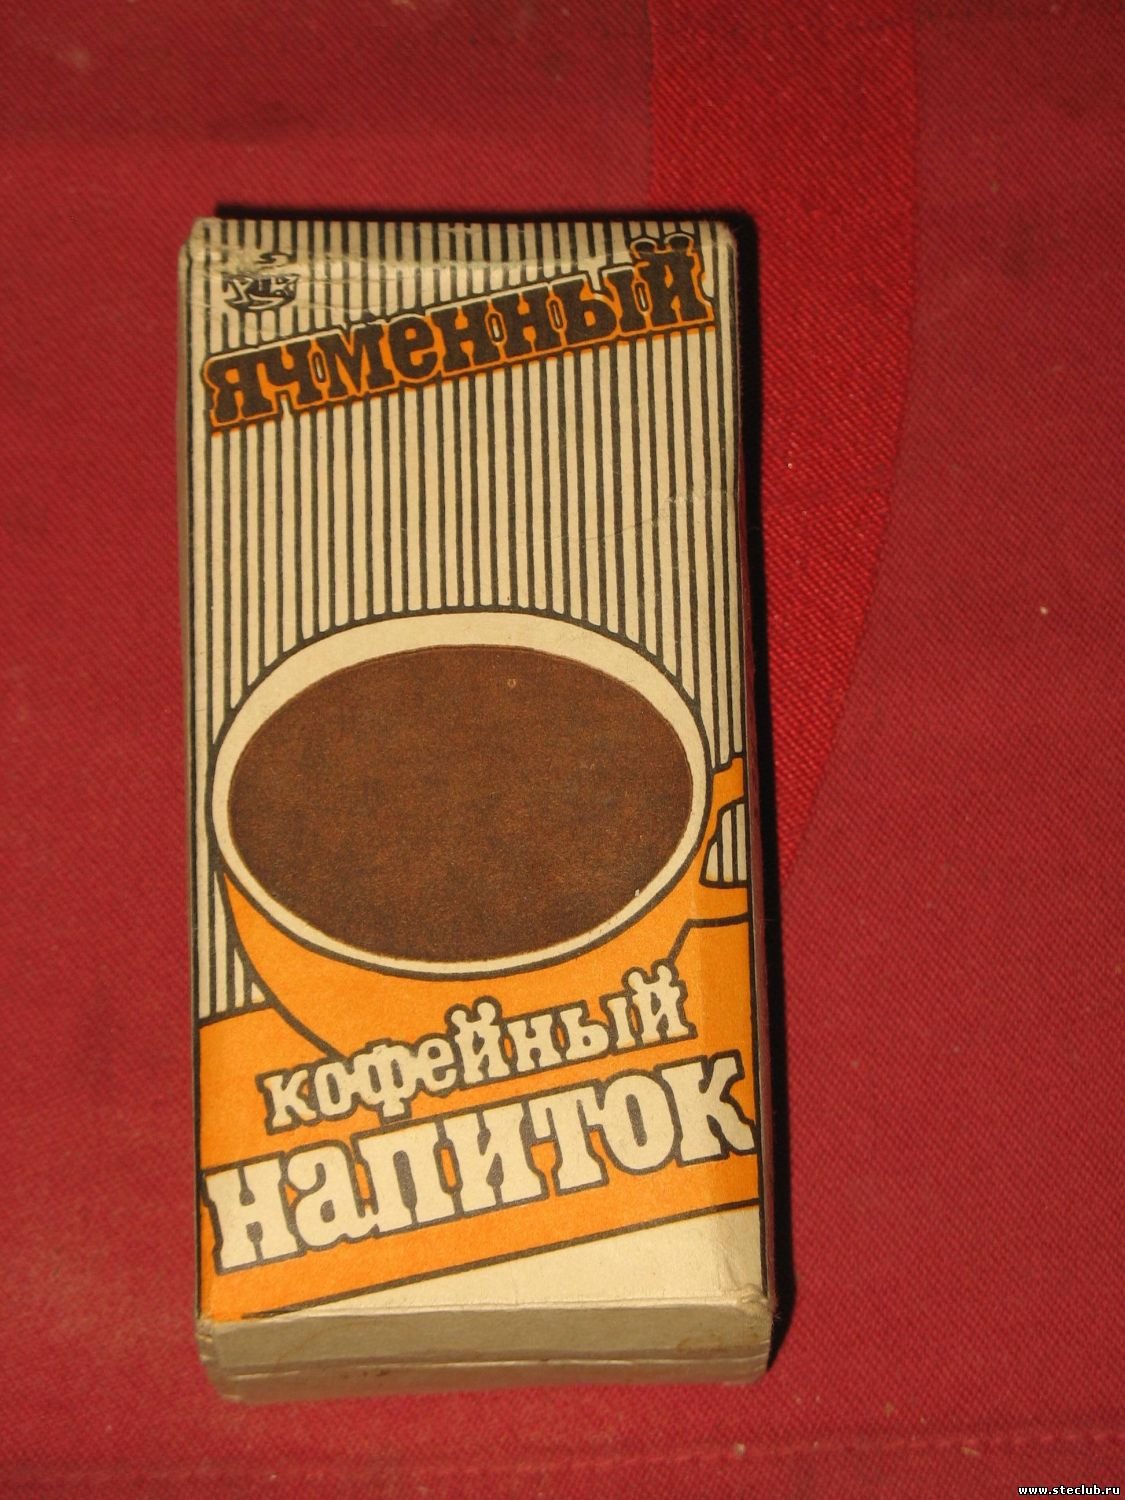 ячменный
кофейный
напиток
www.steclub.ru